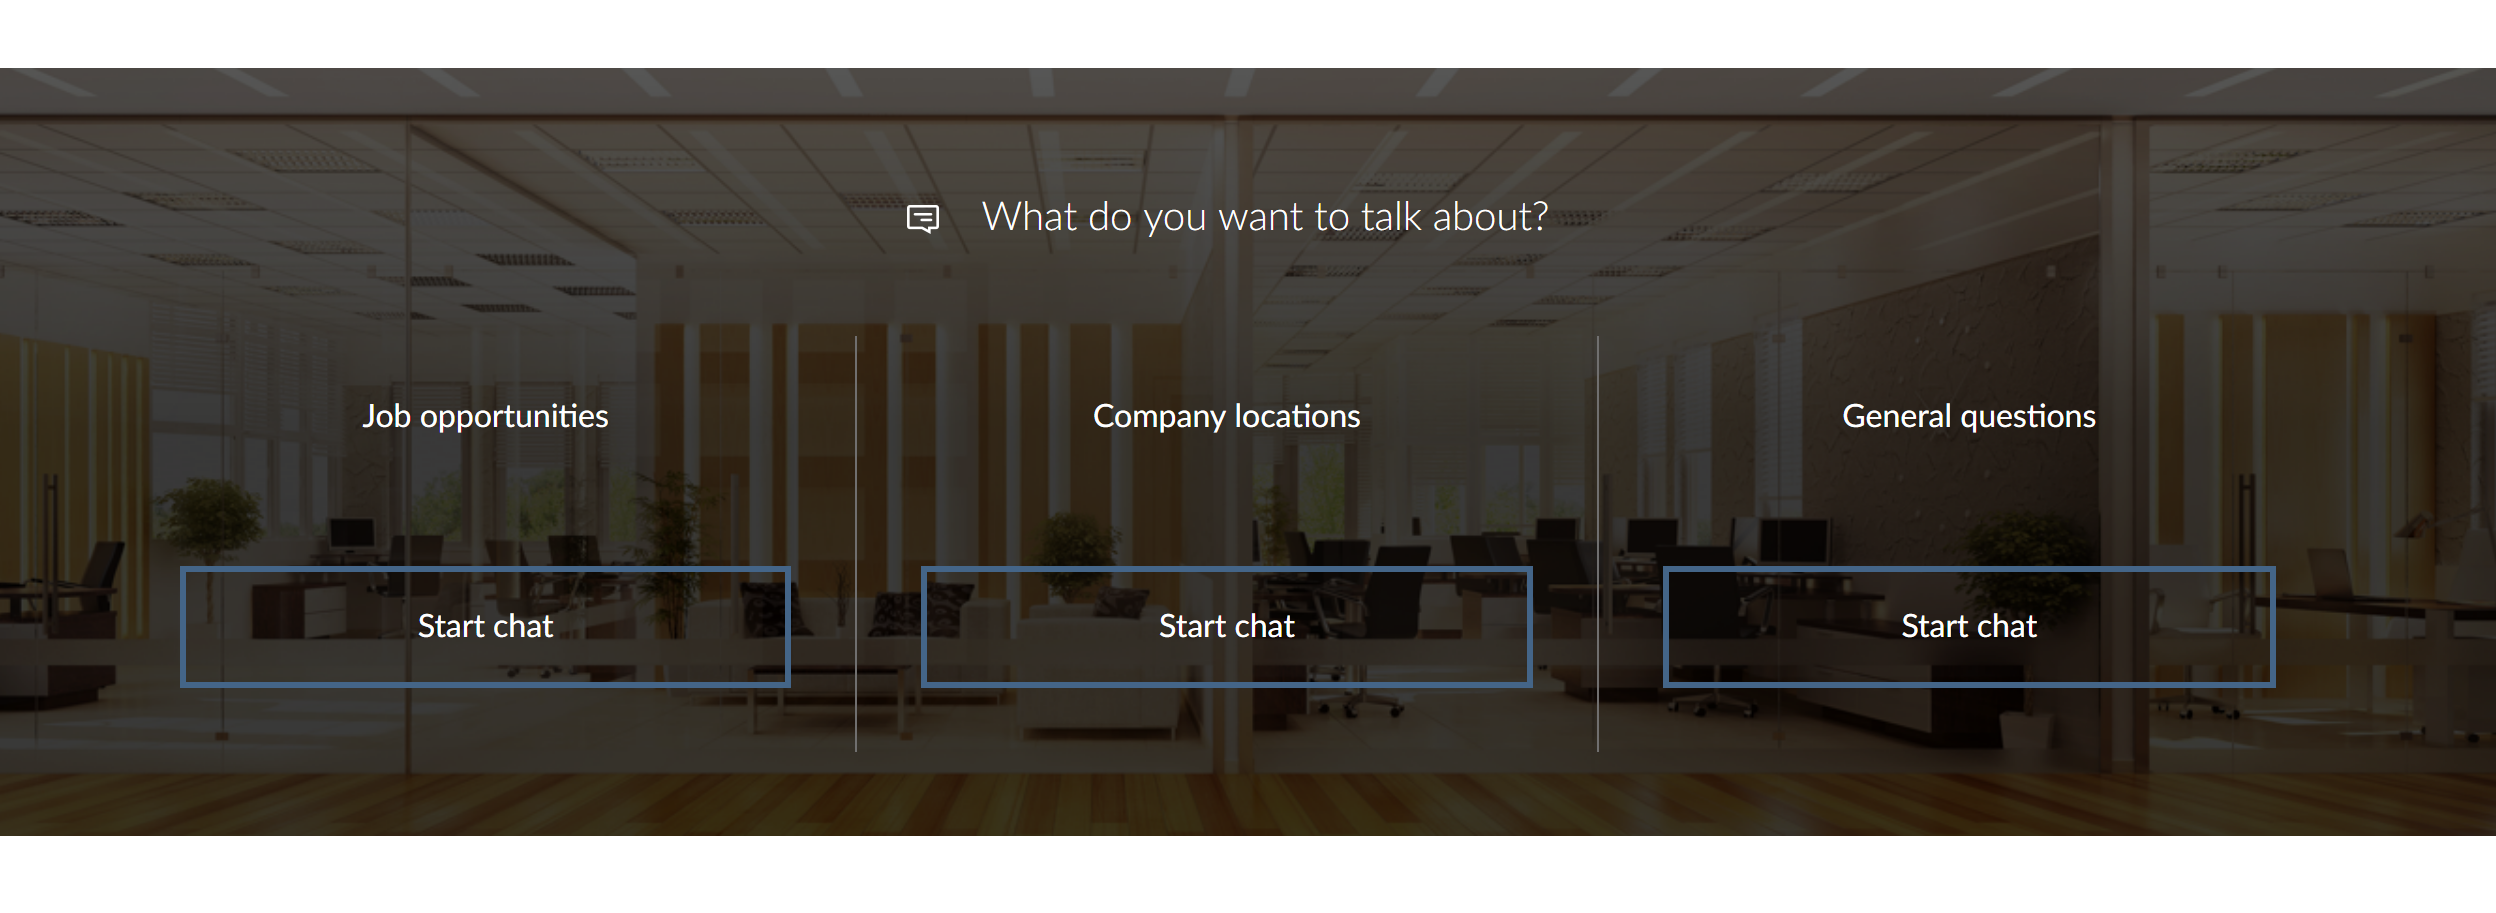 What do you want to talk about?
Job opportunities
Company locations
General questions
Start chat
Start chat
Start chat